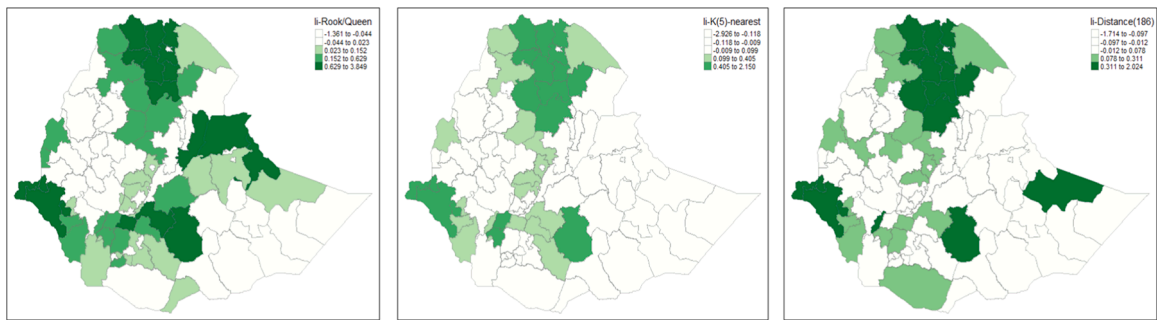 Ii-Rook/Queen
-1.361 to -0.044
-0.044 to 0.023
0.023 to 0.152
0.152 to 0.629
0.629 to 3.849
Ii-K(5)-nearest
-2.926 to -0.118
-0.118 to -0.009
-0.009 to 0.099
0.099 to 0.405
0.405 to 2.150
Ii-Distance(186)
-1.714 to -0.097
-0.097 to -0.012
-0.012 to 0.078
0.078 to 0.311
0.311 to 2.024